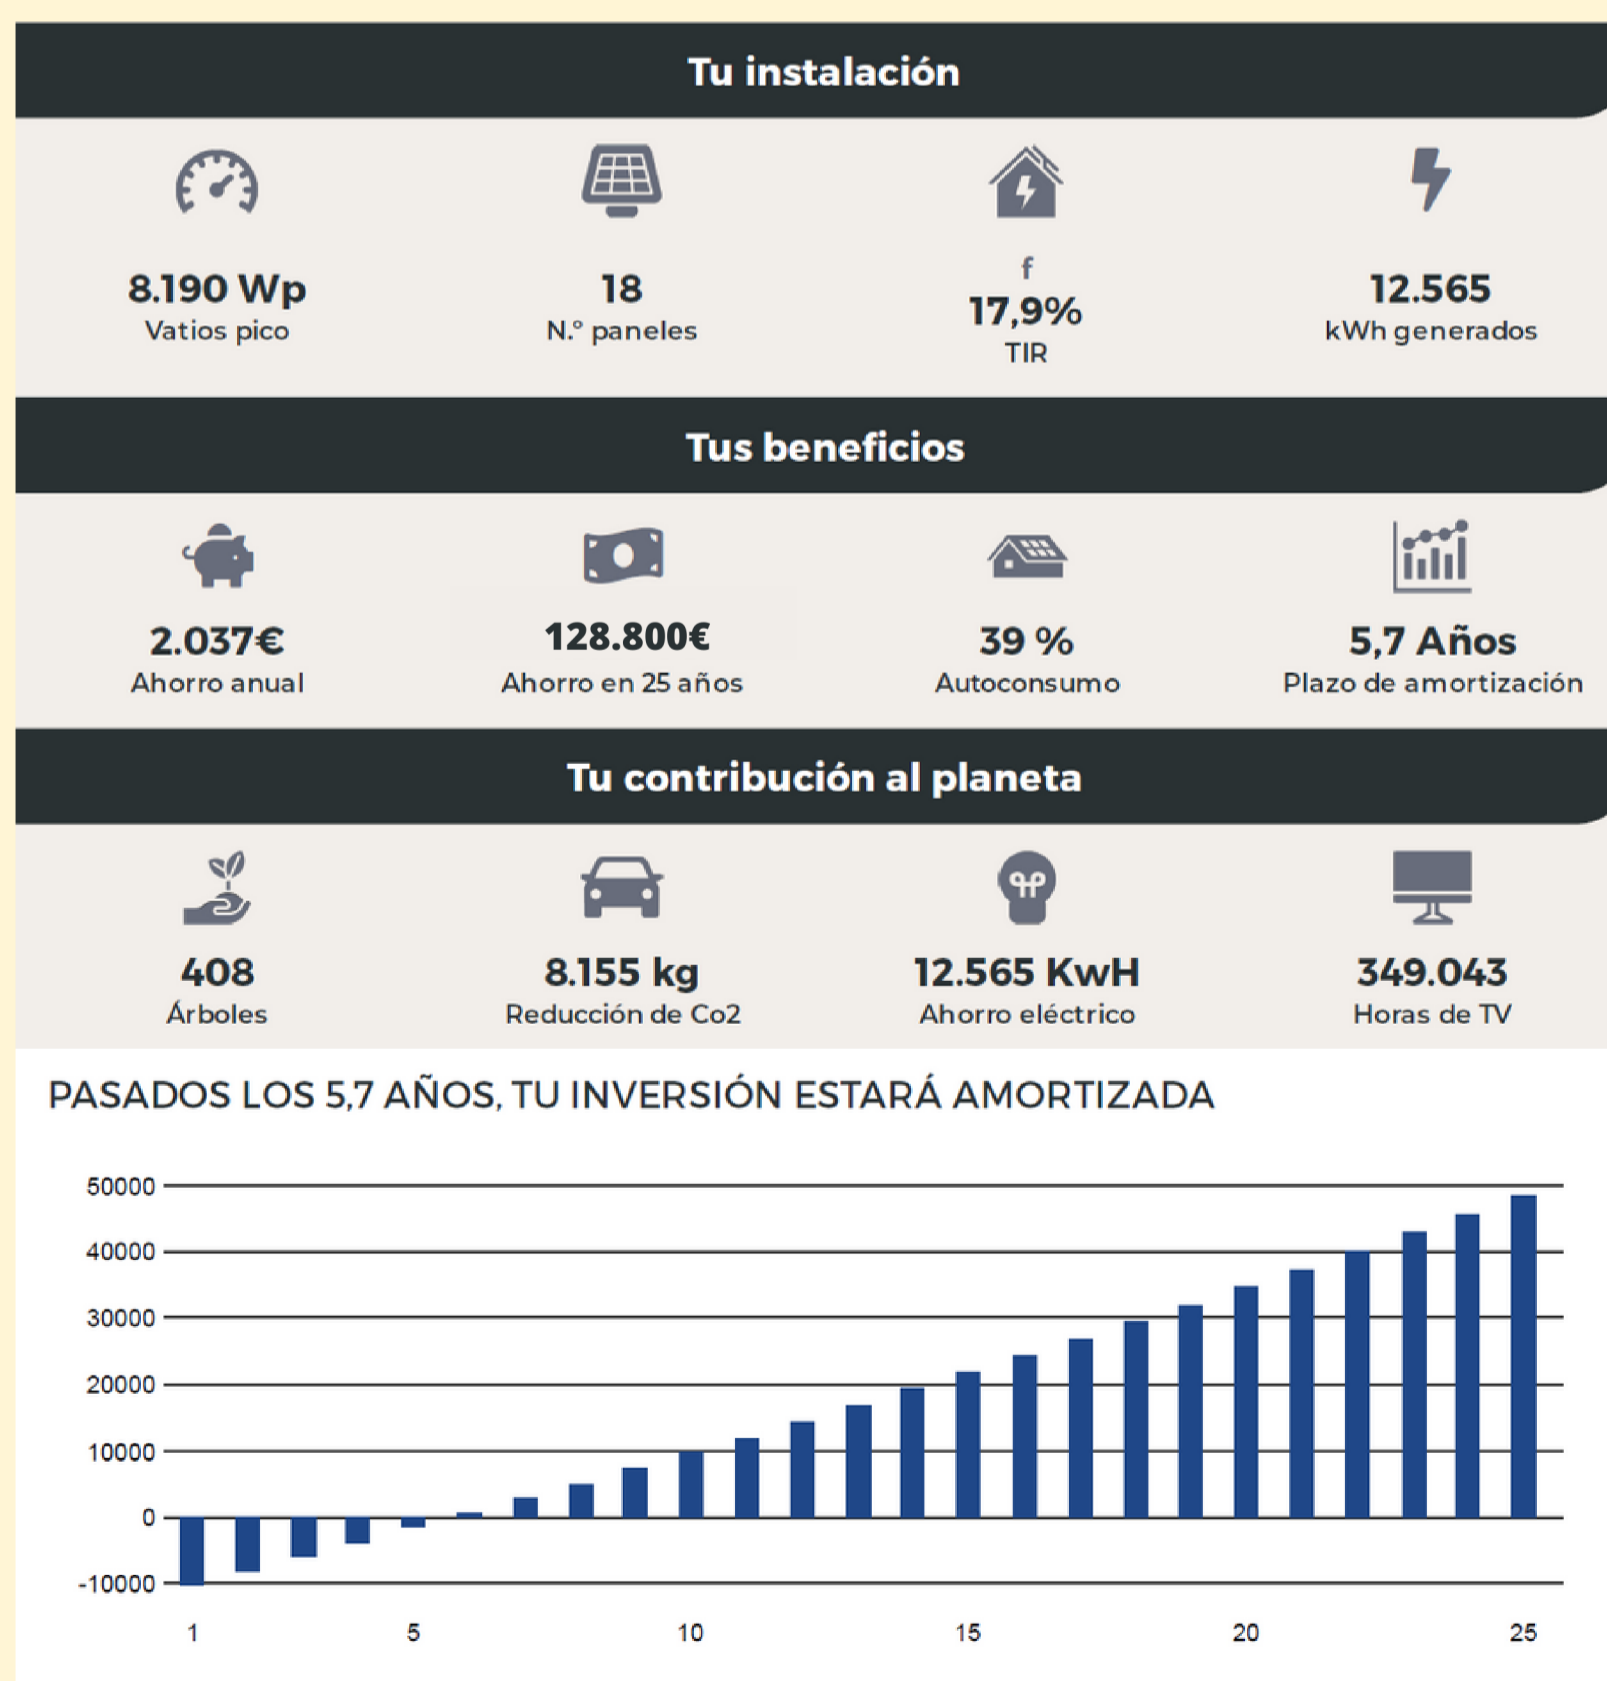 Tu instalación
8.190 Wp
Vatios pico
18
N.º paneles
f
17,9%
TIR
12.565
kWh generados
Tus beneficios
2.037€
Ahorro anual
128.800€
Ahorro en 25 años
39 %
Autoconsumo
5,7 Años
Plazo de amortización
Tu contribución al planeta
408
Árboles
8.155 kg
Reducción de Co2
12.565 KwH
Ahorro eléctrico
349.043
Horas de TV
PASADOS LOS 5,7 AÑOS, TU INVERSIÓN ESTARÁ AMORTIZADA
50000
40000
30000
20000
10000
0
-10000
1 5 10 15 20 25